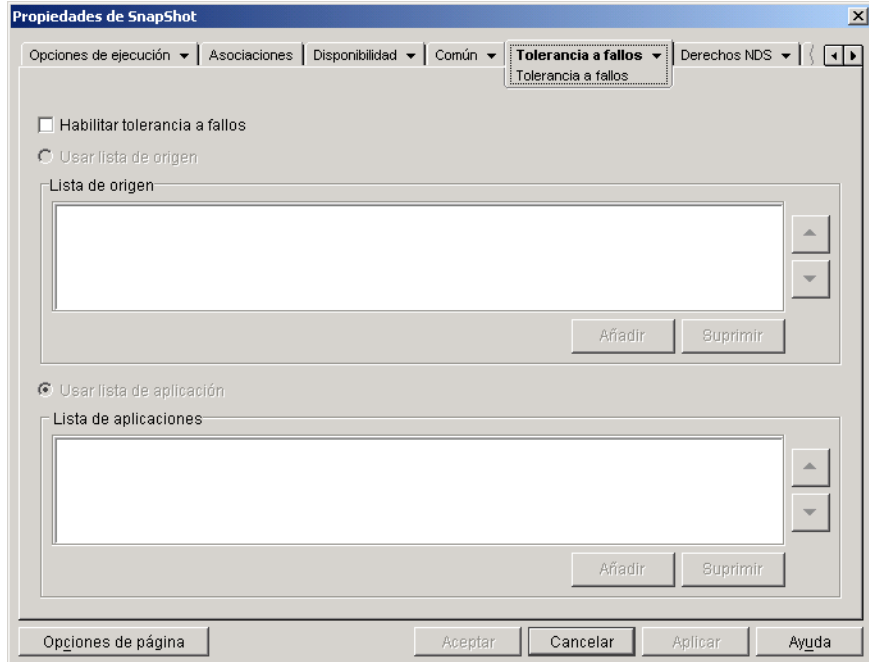 Propiedades de SnapShot
Opciones de ejecución Asociaciones Disponibilidad Común Tolerancia a fallos Derechos NDS
Tolerancia a fallos
Habilitar tolerancia a fallos
Usar lista de origen
Lista de origen
Añadir Suprimir
Usar lista de aplicación
Lista de aplicaciones
Añadir Suprimir
Opciones de página Aceptar Cancelar Aplicar Ayuda